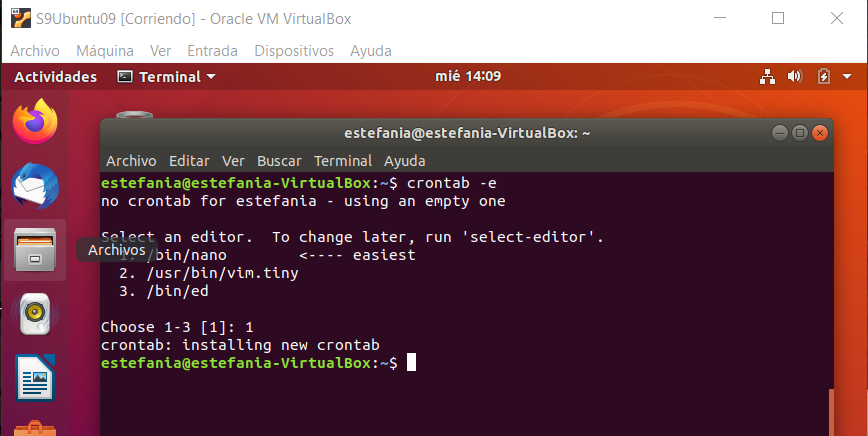 S9Ubuntu09 [Corriendo] - Oracle VM VirtualBox
Archivo Máquina Ver Entrada Dispositivos Ayuda
Actividades Terminal mié 14:09
estefania@estefania-VirtualBox: ~
Archivo Editar Ver Buscar Terminal Ayuda
estefania@estefania-VirtualBox:~$ crontab -e
no crontab for estefania - using an empty one
Select an editor.  To change later, run 'select-editor'.
Archivos
1. /bin/nano        <---- easiest
2. /usr/bin/vim.tiny
3. /bin/ed
Choose 1-3 [1]: 1
crontab: installing new crontab
estefania@estefania-VirtualBox:~$